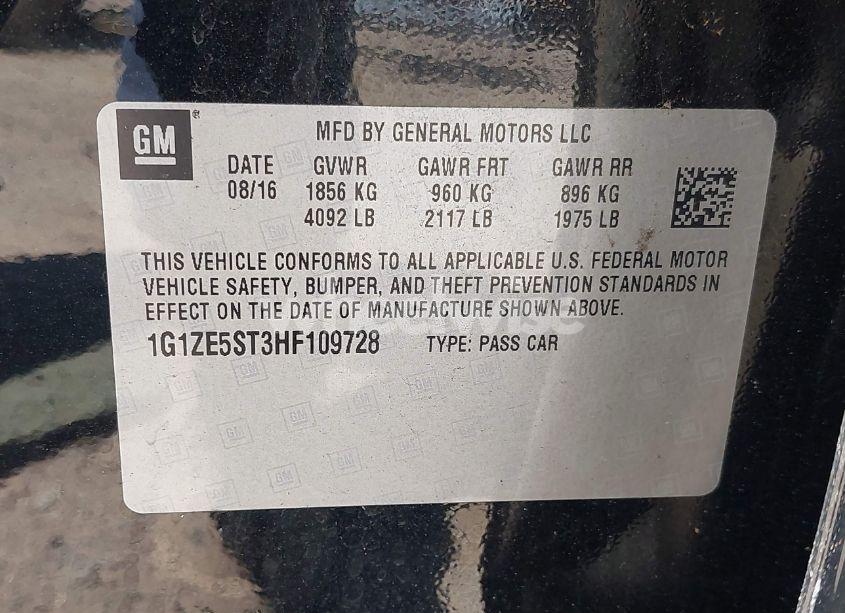 GM ®
MFD BY GENERAL MOTORS LLC
DATE GVWR GAWR FRT GAWR RR
08/16 1856 KG 960 KG 896 KG
4092 LB 2117 LB 1975 LB
THIS VEHICLE CONFORMS TO ALL APPLICABLE U.S. FEDERAL MOTOR
VEHICLE SAFETY, BUMPER, AND THEFT PREVENTION STANDARDS IN
EFFECT ON THE DATE OF MANUFACTURE SHOWN ABOVE.
1G1ZE5ST3HF109728 TYPE: PASS CAR